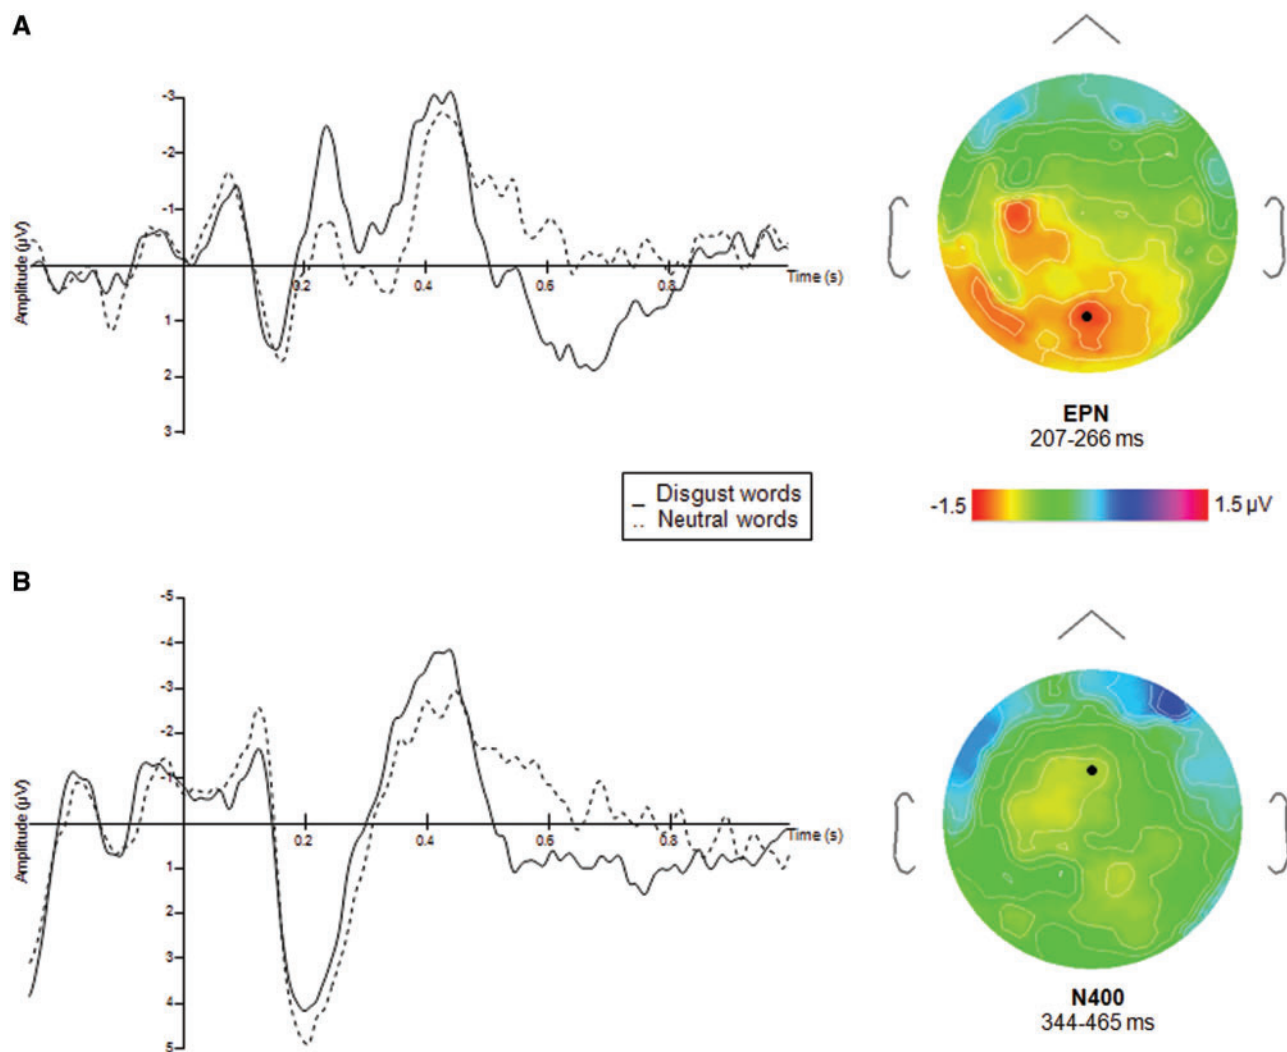 A
-3
-2
-1
1
2
3
Amplitude (µV)
0.2
0.4
0.6
0.8
Time (s)
EPN
207-266 ms
-1.5
1.5 µV
_ Disgust words
.. Neutral words
B
-5
-4
-3
-2
-1
1
2
3
4
5
Amplitude (µV)
0.2
0.4
0.6
0.8
Time (s)
N400
344-465 ms